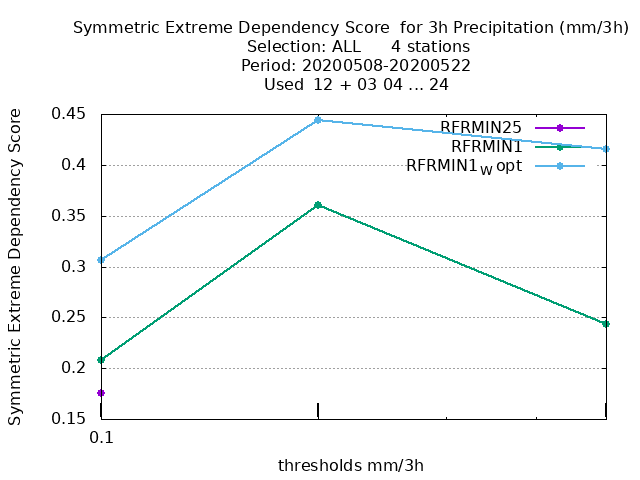 Symmetric Extreme Dependency Score  for 3h Precipitation (mm/3h)
Selection: ALL      4 stations
Period: 20200508-20200522
Used  12 + 03 04 ... 24
Symmetric Extreme Dependency Score
0.45
0.4
0.35
0.3
0.25
0.2
0.15
RFRMIN25
RFRMIN1
RFRMIN1w opt
0.1
thresholds mm/3h